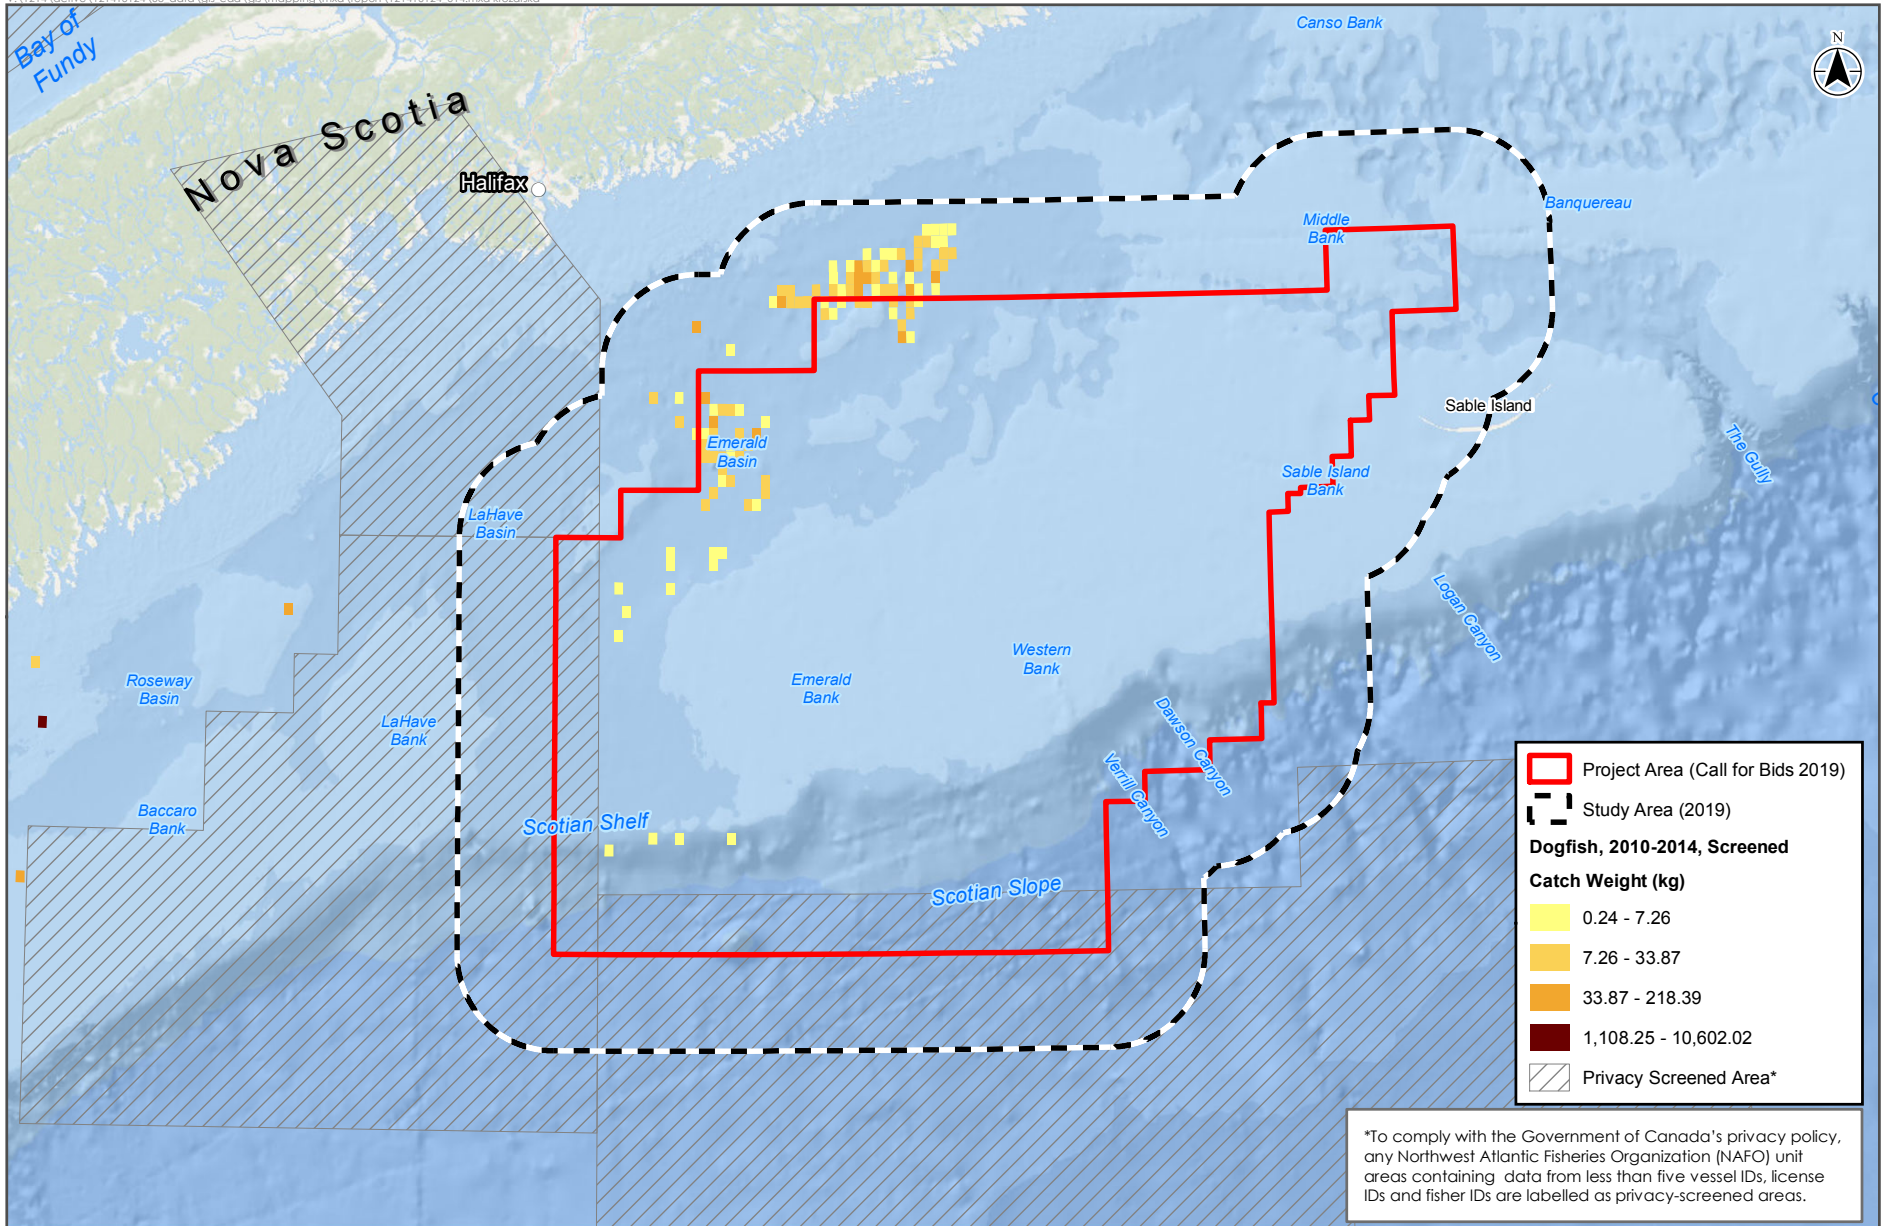 Bay of
Fundy
Canso Bank
N
Nova Scotia
Halifax
Middle
Bank
Banquereau
Sable Island
The Gully
Emerald
Basin
Sable Island
Bank
LaHave
Basin
Logan Canyon
Western
Bank
Roseway
Basin
Emerald
Bank
LaHave
Bank
Dawson Canyon
Verrill Canyon
Baccaro
Bank
Scotian Shelf
Scotian Slope
Project Area (Call for Bids 2019)
Study Area (2019)
Dogfish, 2010-2014, Screened
Catch Weight (kg)
0.24 - 7.26
7.26 - 33.87
33.87 - 218.39
1,108.25 - 10,602.02
Privacy Screened Area*
*To comply with the Government of Canada's privacy policy,
any Northwest Atlantic Fisheries Organization (NAFO) unit
areas containing data from less than five vessel IDs, license
IDs and fisher IDs are labelled as privacy-screened areas.